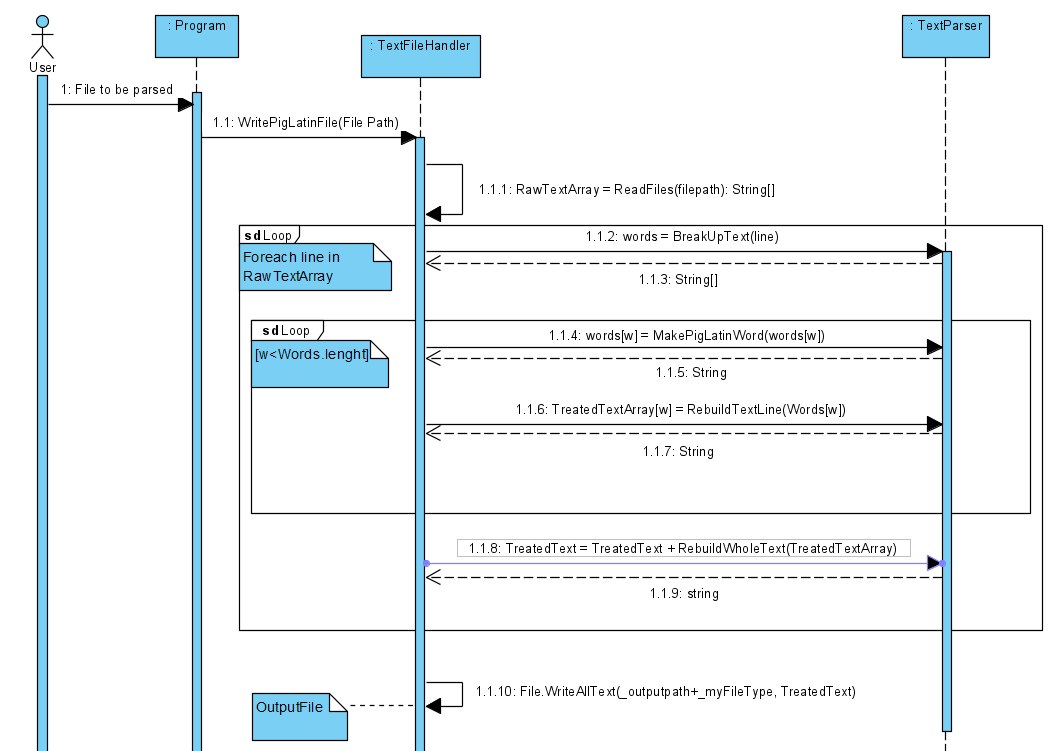 : Program
: TextParser
: TextFileHandler
User
1: File to be parsed
1.1: WritePigLatinFile(File Path)
1.1.1: RawTextArray = ReadFiles(filepath): String[]
sd Loop
1.1.2: words = BreakUpText(line)
Foreach line in
RawTextArray
1.1.3: String[]
sd Loop
1.1.4: words[w] = MakePigLatinWord(words[w])
[w<Words.lenght]
1.1.5: String
1.1.6: TreatedTextArray[w] = RebuildTextLine(Words[w])
1.1.7: String
1.1.8: TreatedText = TreatedText + RebuildWholeText(TreatedTextArray)
1.1.9: string
1.1.10: File.WriteAllText(_outputpath+_myFileType, TreatedText)
OutputFile